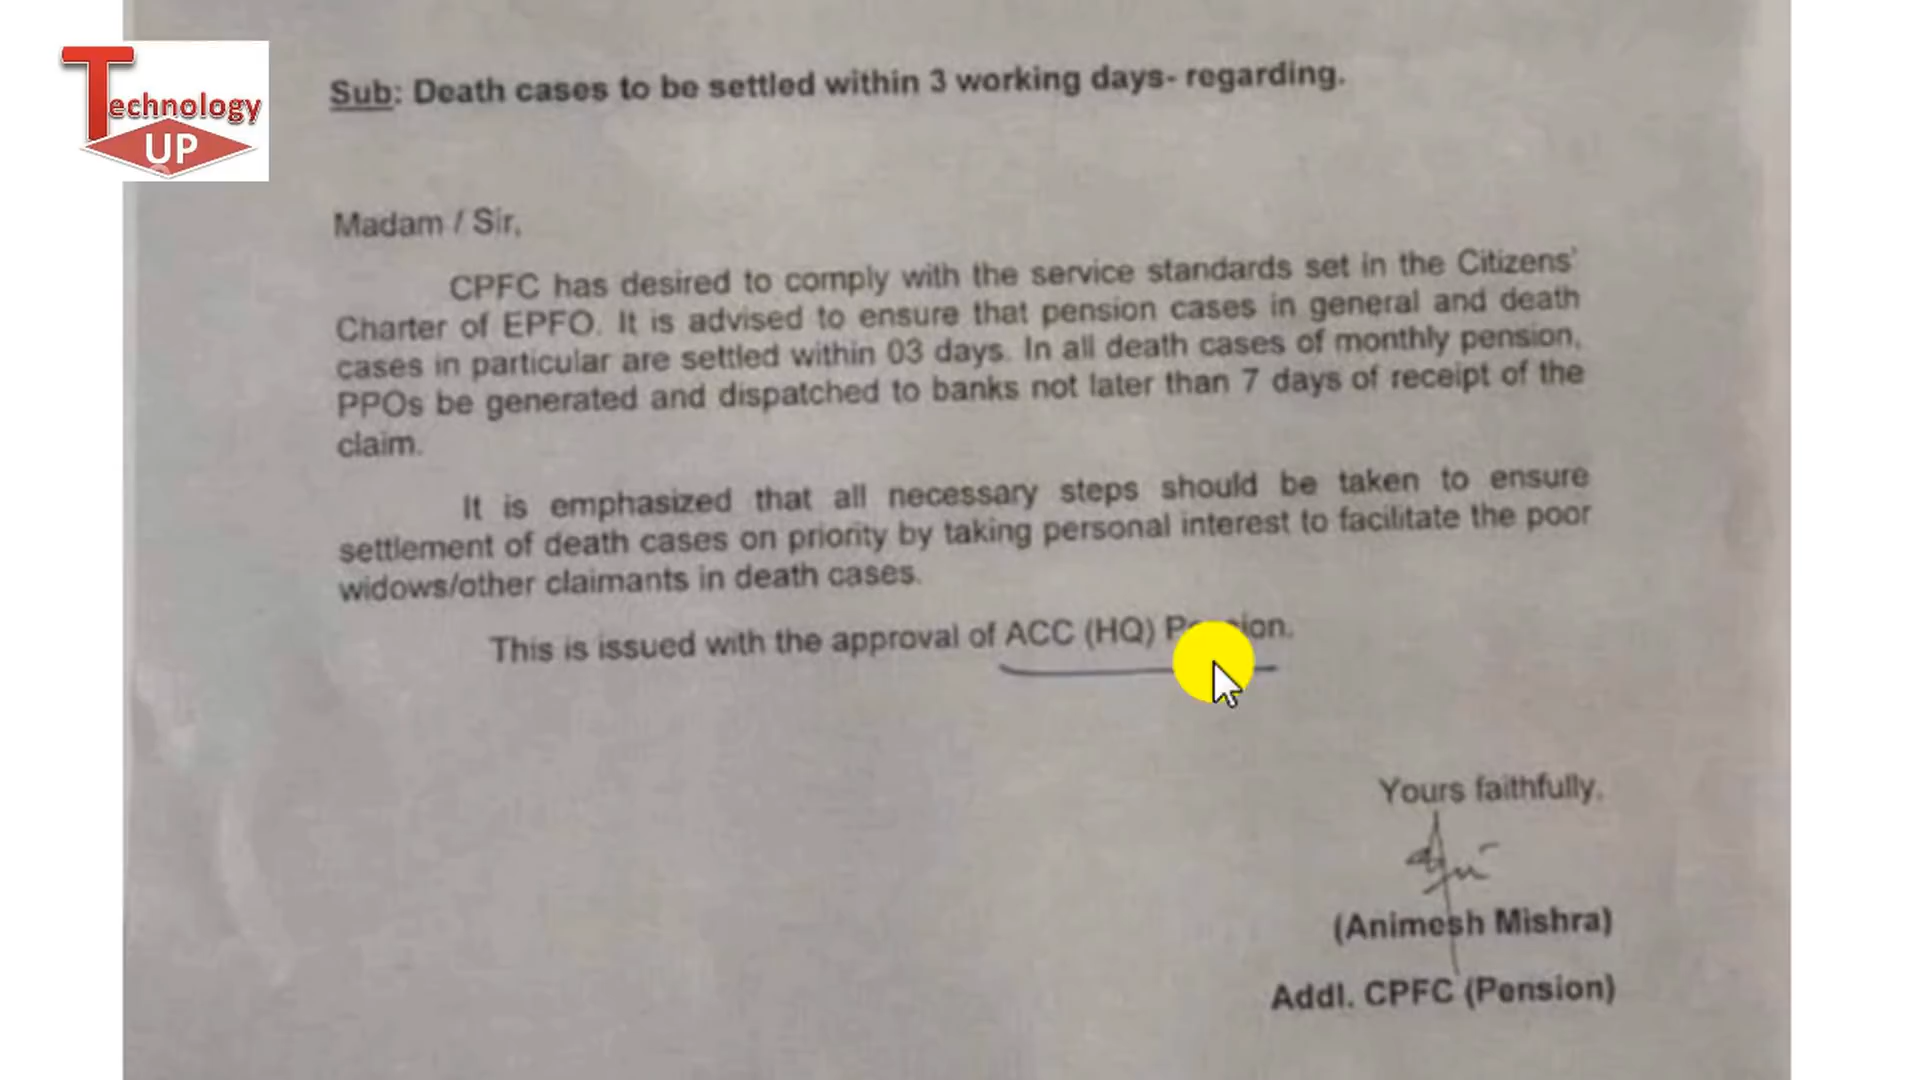 Technology
UP
Sub: Death cases to be settled within 3 working days- regarding.
Madam / Sir,
CPFC has desired to comply with the service standards set in the Citizens'
Charter of EPFO. It is advised to ensure that pension cases in general and death
cases in particular are settled within 03 days. In all death cases of monthly pension,
PPOs be generated and dispatched to banks not later than 7 days of receipt of the
claim.
It is emphasized that all necessary steps should be taken to ensure
settlement of death cases on priority by taking personal interest to facilitate the poor
widows/other claimants in death cases.
This is issued with the approval of ACC (HQ) Pension.
Yours faithfully,
(Animesh Mishra)
Addl. CPFC (Pension)